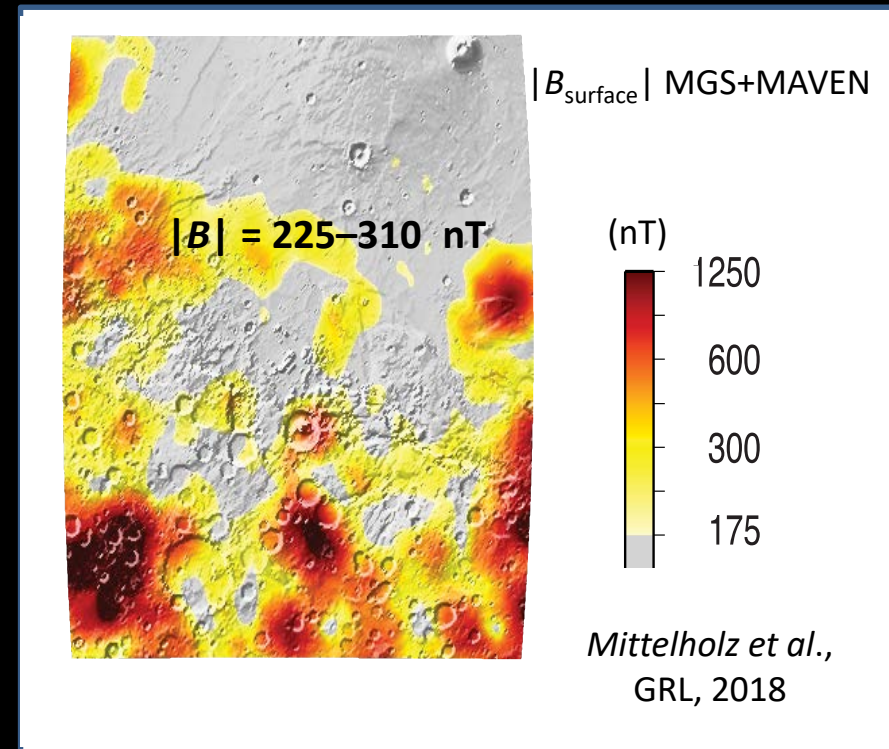 |Bsurface| MGS+MAVEN
|B| = 225–310 nT
(nT)
1250
600
300
175
Mittelholz et al.,
GRL, 2018